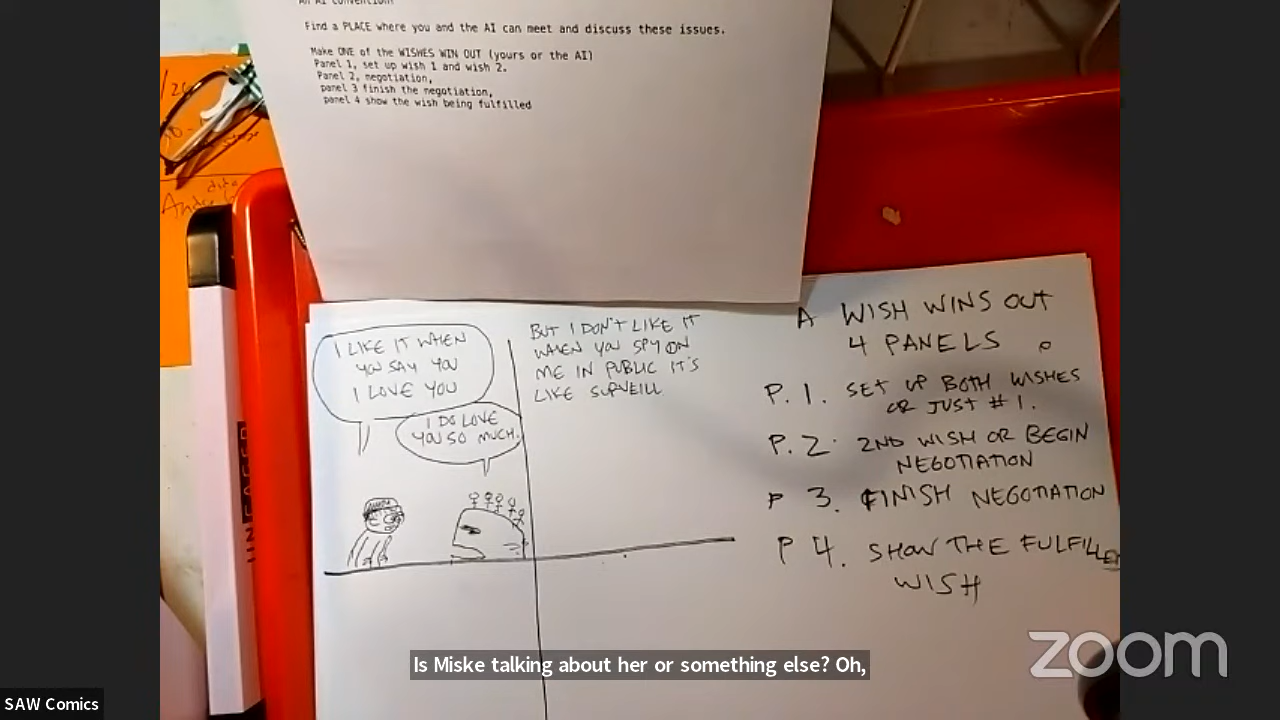 Find a PLACE where you and the AI can meet and discuss these issues.
Make ONE of the WISHES WIN OUT (yours or the AI)
Panel 1, set up wish 1 and wish 2.
Panel 2, negotiation,
panel 3 finish the negotiation,
panel 4 show the wish being fulfilled
I LIKE IT WHEN
YOU SAY YOU
I LOVE YOU
I DO LOVE
YOU SO MUCH.
BUT I DON'T LIKE IT
WHEN YOU SPY ON
ME IN PUBLIC IT'S
LIKE SURVEILL
A WISH WINS OUT
4 PANELS
P. 1. SET UP BOTH WISHES
OR JUST #1.
P. 2. 2ND WISH OR BEGIN
NEGOTIATION
P 3. FINISH NEGOTIATION
P 4. SHOW THE FULFILLED
WISH
Is Miske talking about her or something else? Oh,
zoom
SAW Comics